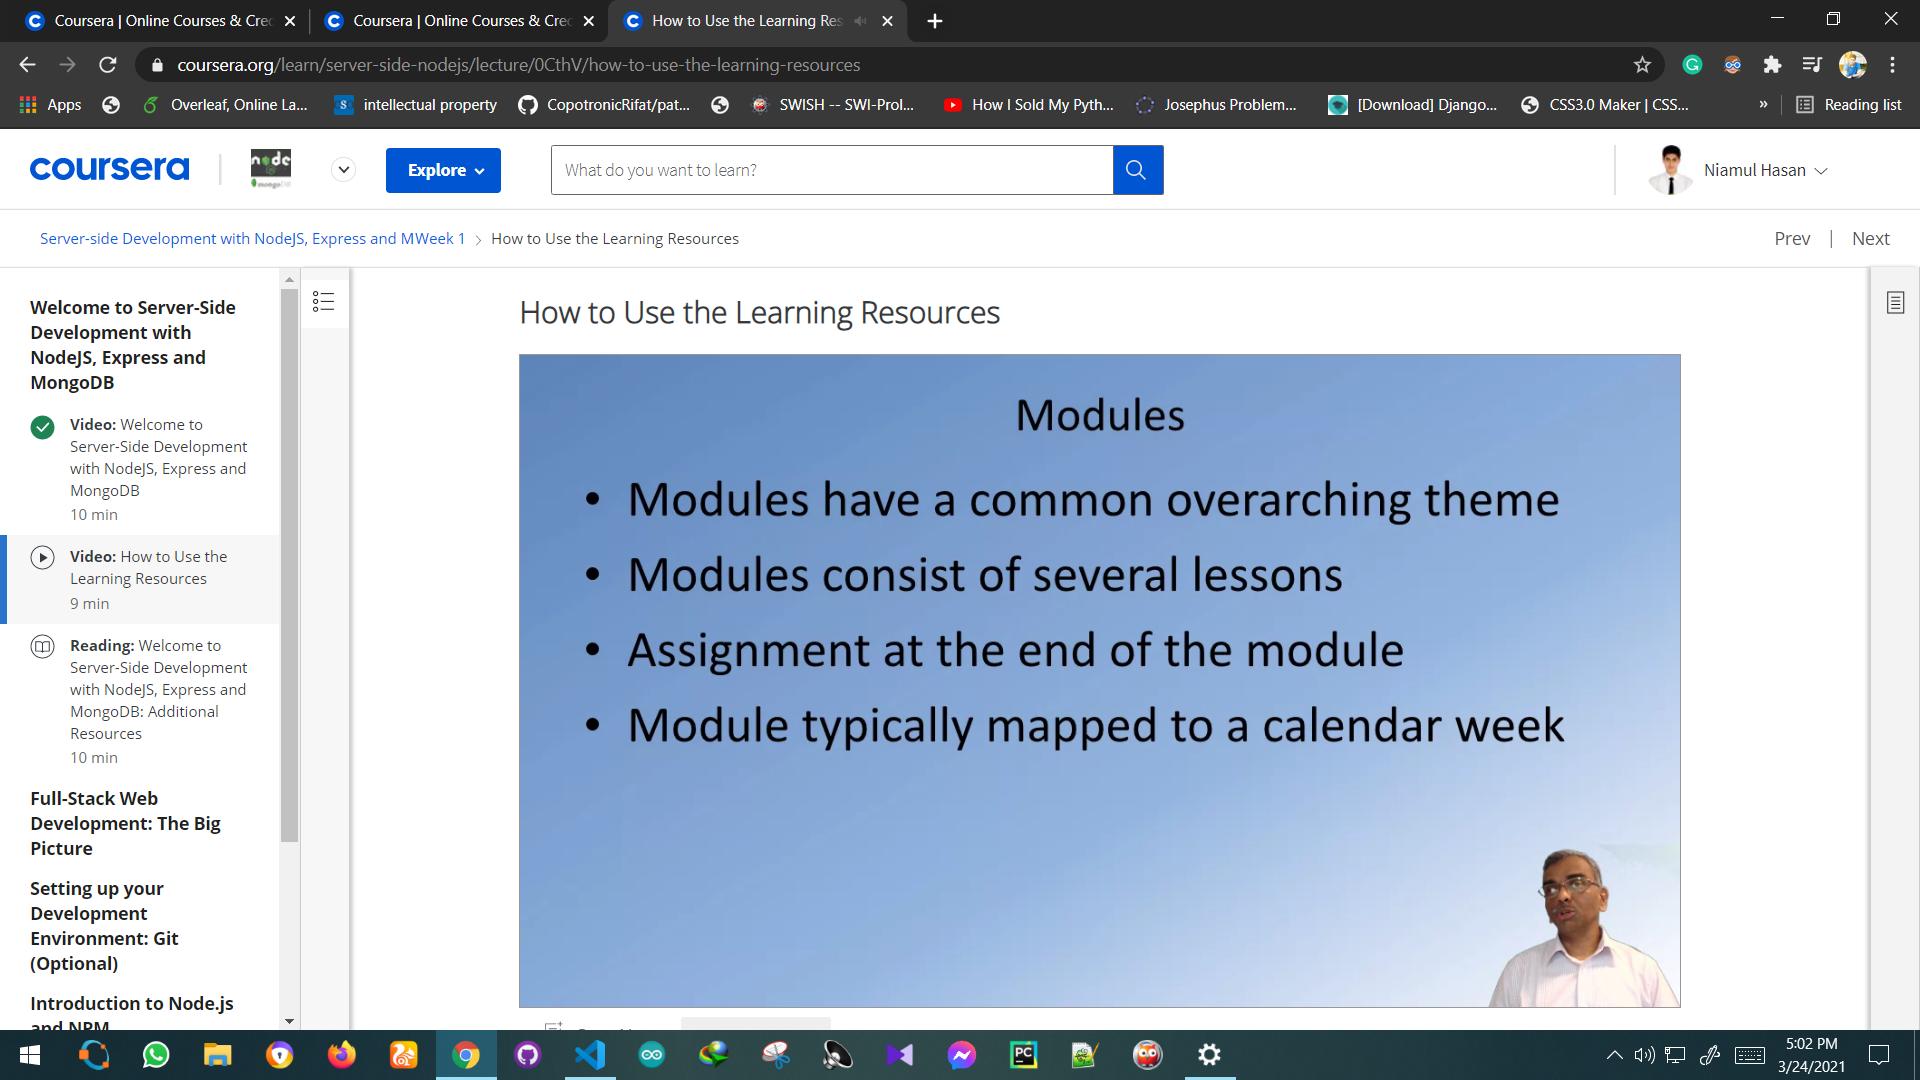 Coursera | Online Courses & Cre
Coursera | Online Courses & Cre
How to Use the Learning Res
coursera.org/learn/server-side-nodejs/lecture/0CthV/how-to-use-the-learning-resources
Apps
Overleaf, Online La...
intellectual property
CopotronicRifat/pat...
SWISH -- SWI-Prol...
How I Sold My Pyth...
Josephus Problem...
[Download] Django...
CSS3.0 Maker | CSS...
»
Reading list
coursera
node
mongoDB
Explore
What do you want to learn?
Niamul Hasan
Server-side Development with NodeJS, Express and MWeek 1 > How to Use the Learning Resources
Prev | Next
Welcome to Server-Side
Development with
NodeJS, Express and
MongoDB
Video: Welcome to
Server-Side Development
with NodeJS, Express and
MongoDB
10 min
Video: How to Use the
Learning Resources
9 min
Reading: Welcome to
Server-Side Development
with NodeJS, Express and
MongoDB: Additional
Resources
10 min
Full-Stack Web
Development: The Big
Picture
Setting up your
Development
Environment: Git
(Optional)
Introduction to Node.js
and NPM
How to Use the Learning Resources
Modules
• Modules have a common overarching theme
• Modules consist of several lessons
• Assignment at the end of the module
• Module typically mapped to a calendar week
5:02 PM
3/24/2021